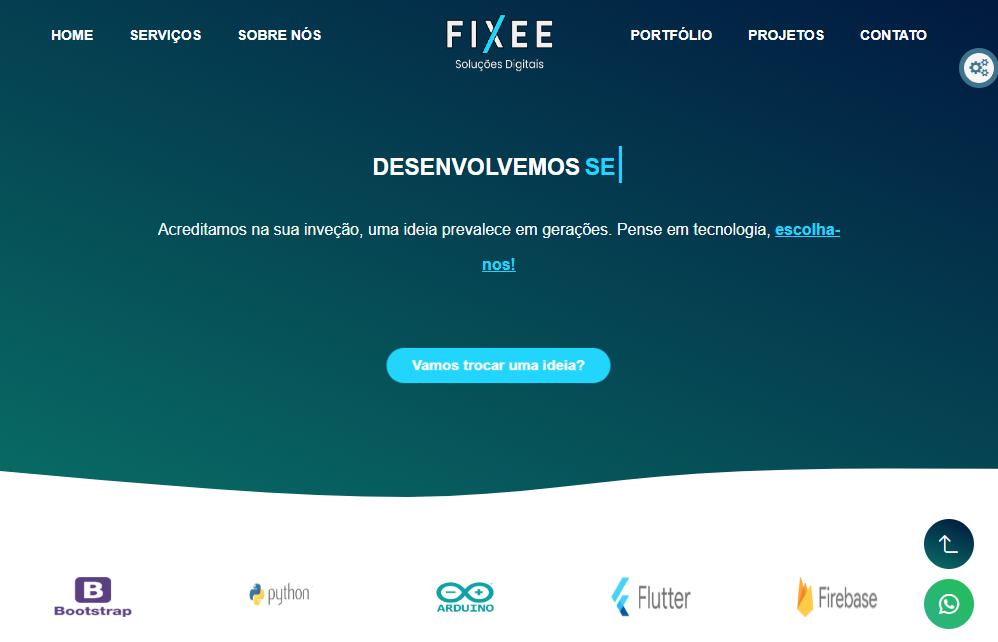 HOME SERVIÇOS SOBRE NÓS FIXEE PORTFÓLIO PROJETOS CONTATO
Soluções Digitais
DESENVOLVEMOS SE
Acreditamos na sua inveção, uma ideia prevalece em gerações. Pense em tecnologia, escolha-
nos!
Vamos trocar uma ideia?
B
Bootstrap
python
ARDUINO
Flutter
Firebase